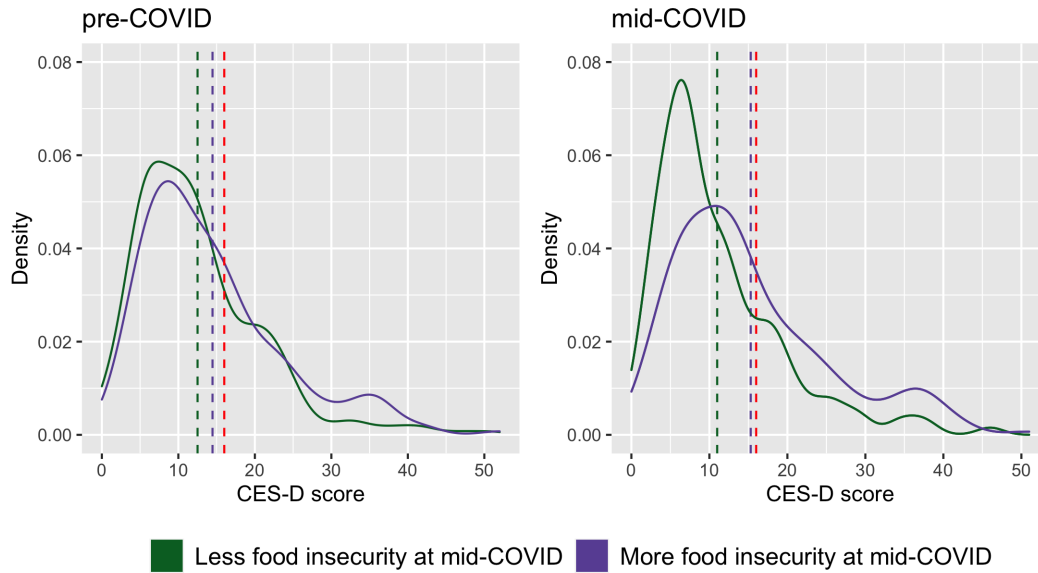 pre-COVID
mid-COVID
0.08
0.06
0.04
0.02
0.00
Density
0 10 20 30 40 50
CES-D score
0.08
0.06
0.04
0.02
0.00
Density
0 10 20 30 40 50
CES-D score
Less food insecurity at mid-COVID
More food insecurity at mid-COVID